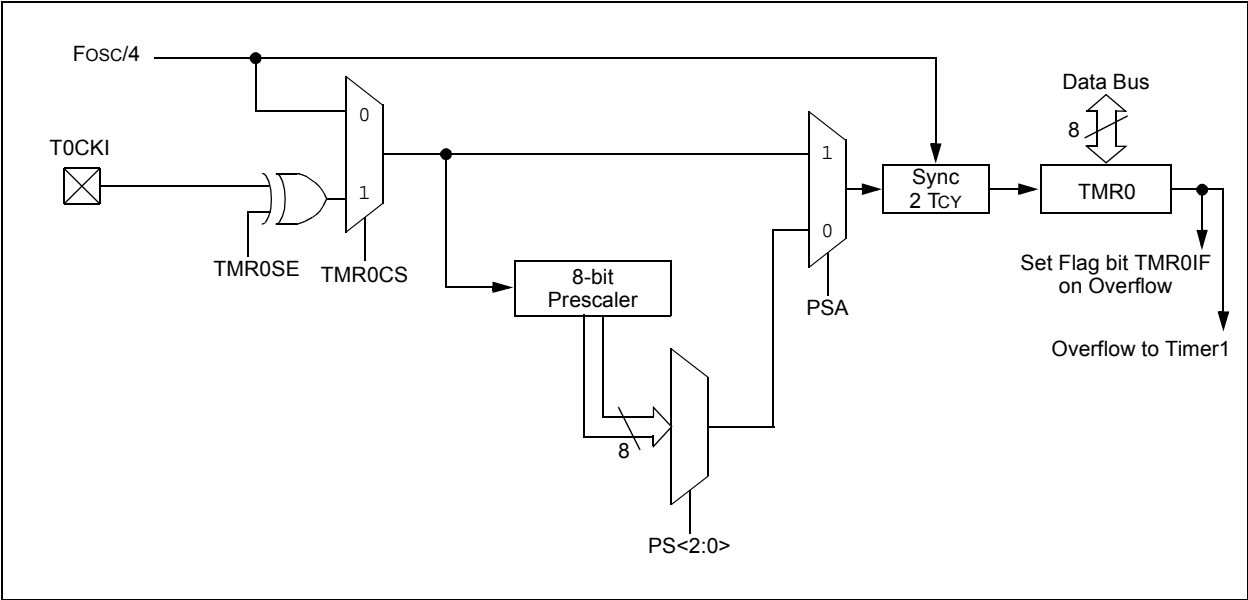 FOSC/4
Data Bus
0
8
T0CKI
1
Sync
2 TCY
TMR0
1
0
TMR0SE
TMR0CS
8-bit
Prescaler
PSA
Set Flag bit TMR0IF
on Overflow
Overflow to Timer1
8
PS<2:0>